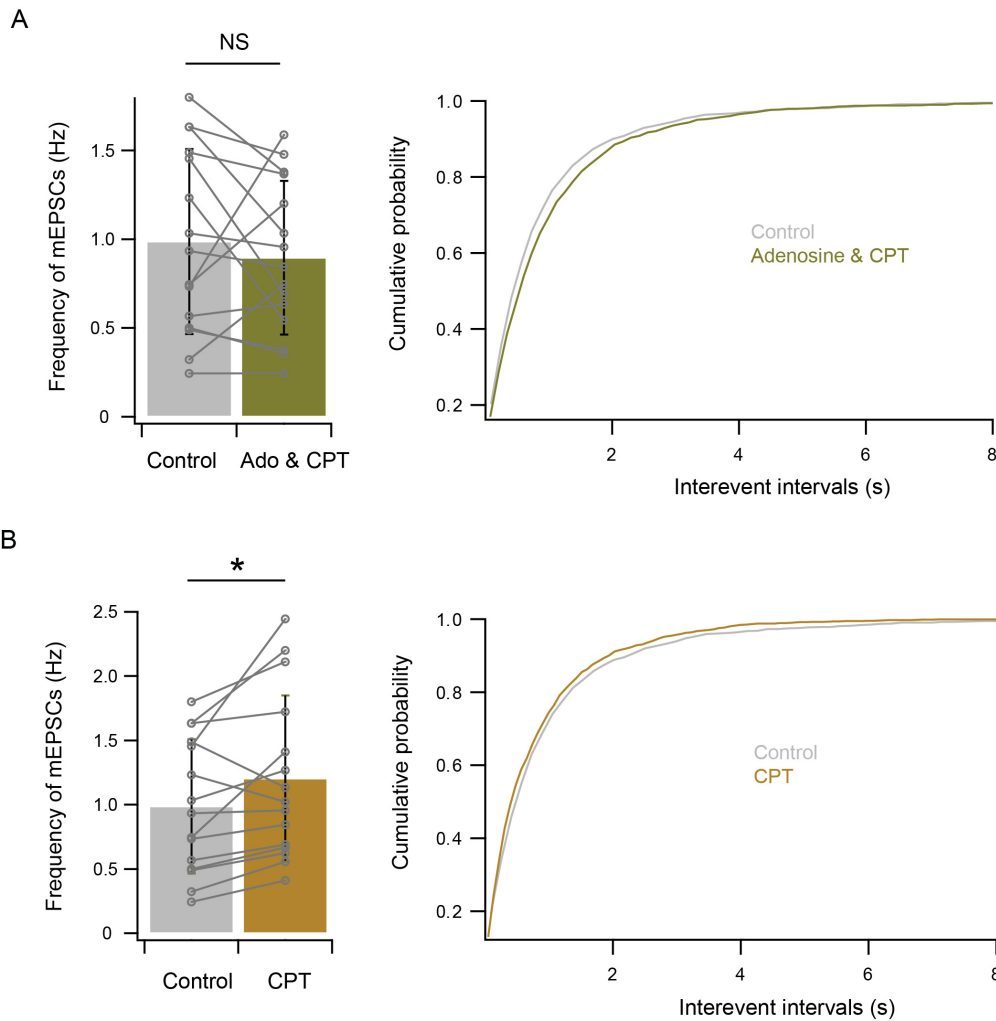 A
NS
Frequency of mEPSCs (Hz)
1.5
1.0
0.5
0
Control
Ado & CPT
Cumulative probability
1.0
0.8
0.6
0.4
0.2
Control
Adenosine & CPT
2
4
6
8
Interevent intervals (s)
B
*
Frequency of mEPSCs (Hz)
2.5
2.0
1.5
1.0
0.5
0
Control
CPT
Cumulative probability
1.0
0.8
0.6
0.4
0.2
Control
CPT
2
4
6
8
Interevent intervals (s)